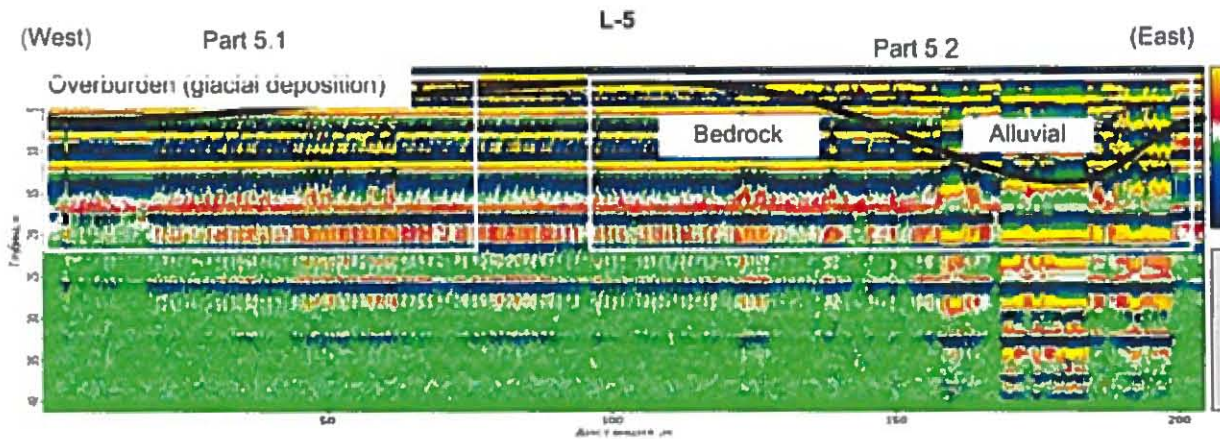 L-5
(West) Part 5.1 Part 5.2 (East)
Overburden (glacial deposition)
Bedrock Alluvial
50 100 150 200